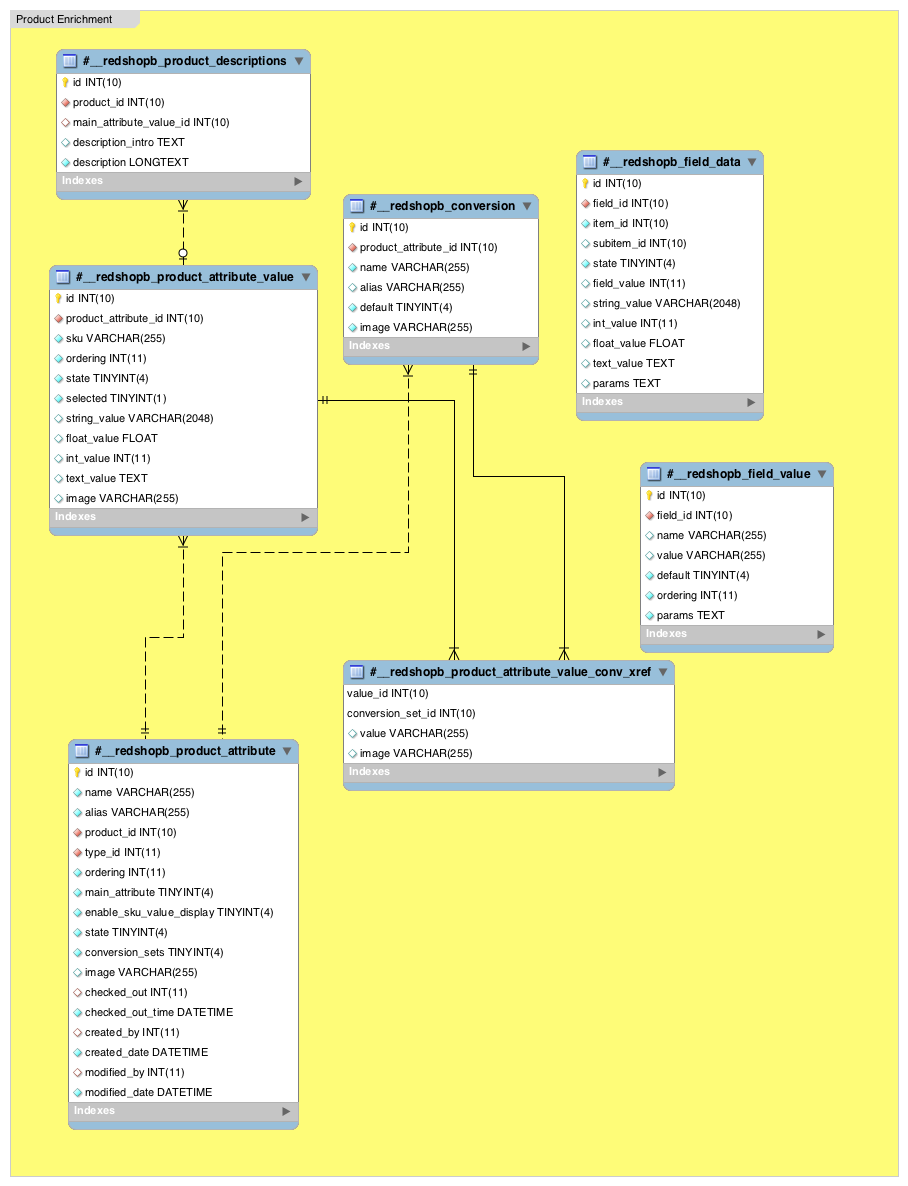 Product Enrichment
#__redshopb_product_descriptions
id INT(10)
product_id INT(10)
main_attribute_value_id INT(10)
description_intro TEXT
description LONGTEXT
Indexes
#__redshopb_product_attribute_value
id INT(10)
product_attribute_id INT(10)
sku VARCHAR(255)
ordering INT(11)
state TINYINT(4)
selected TINYINT(1)
string_value VARCHAR(2048)
float_value FLOAT
int_value INT(11)
text_value TEXT
image VARCHAR(255)
Indexes
#__redshopb_conversion
id INT(10)
product_attribute_id INT(10)
name VARCHAR(255)
alias VARCHAR(255)
default TINYINT(4)
image VARCHAR(255)
Indexes
#__redshopb_field_data
id INT(10)
field_id INT(10)
item_id INT(10)
subitem_id INT(10)
state TINYINT(4)
field_value INT(11)
string_value VARCHAR(2048)
int_value INT(11)
float_value FLOAT
text_value TEXT
params TEXT
Indexes
#__redshopb_field_value
id INT(10)
field_id INT(10)
name VARCHAR(255)
value VARCHAR(255)
default TINYINT(4)
ordering INT(11)
params TEXT
Indexes
#__redshopb_product_attribute_value_conv_xref
value_id INT(10)
conversion_set_id INT(10)
value VARCHAR(255)
image VARCHAR(255)
Indexes
#__redshopb_product_attribute
id INT(10)
name VARCHAR(255)
alias VARCHAR(255)
product_id INT(10)
type_id INT(11)
ordering INT(11)
main_attribute TINYINT(4)
enable_sku_value_display TINYINT(4)
state TINYINT(4)
conversion_sets TINYINT(4)
image VARCHAR(255)
checked_out INT(11)
checked_out_time DATETIME
created_by INT(11)
created_date DATETIME
modified_by INT(11)
modified_date DATETIME
Indexes